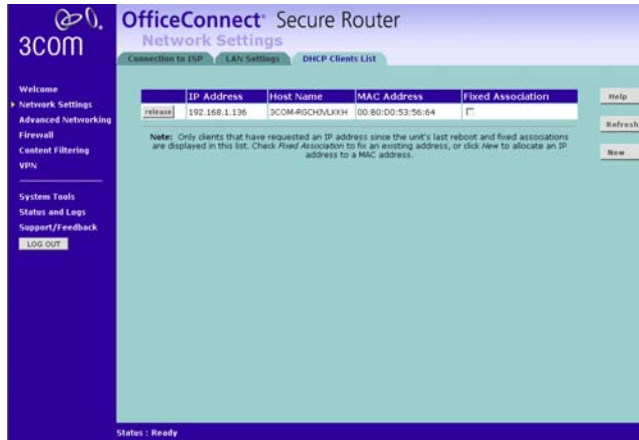 3COM
OfficeConnect Secure Router
Network Settings
Connection to ISP
LAN Settings
DHCP Clients List
Welcome
Network Settings
Advanced Networking
Firewall
Content Filtering
VPN
System Tools
Status and Logs
Support/Feedback
LOG OUT
IP Address Host Name MAC Address Fixed Association
release 192.168.1.136 00:80:D0:53:56:64
Note: Only clients that have requested an IP address since the unit's last
reboot and fixed associations
are displayed in this list. Check Fixed Association to fix an existing address, or click New to allocate an IP
address to a MAC address.
Help
Refresh
New
Status : Ready